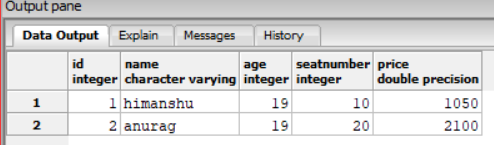 Output pane
Data Output Explain Messages History
id name age seatnumber price
integer character varying integer integer double precision
1 1 himanshu 19 10 1050
2 2 anurag 19 20 2100